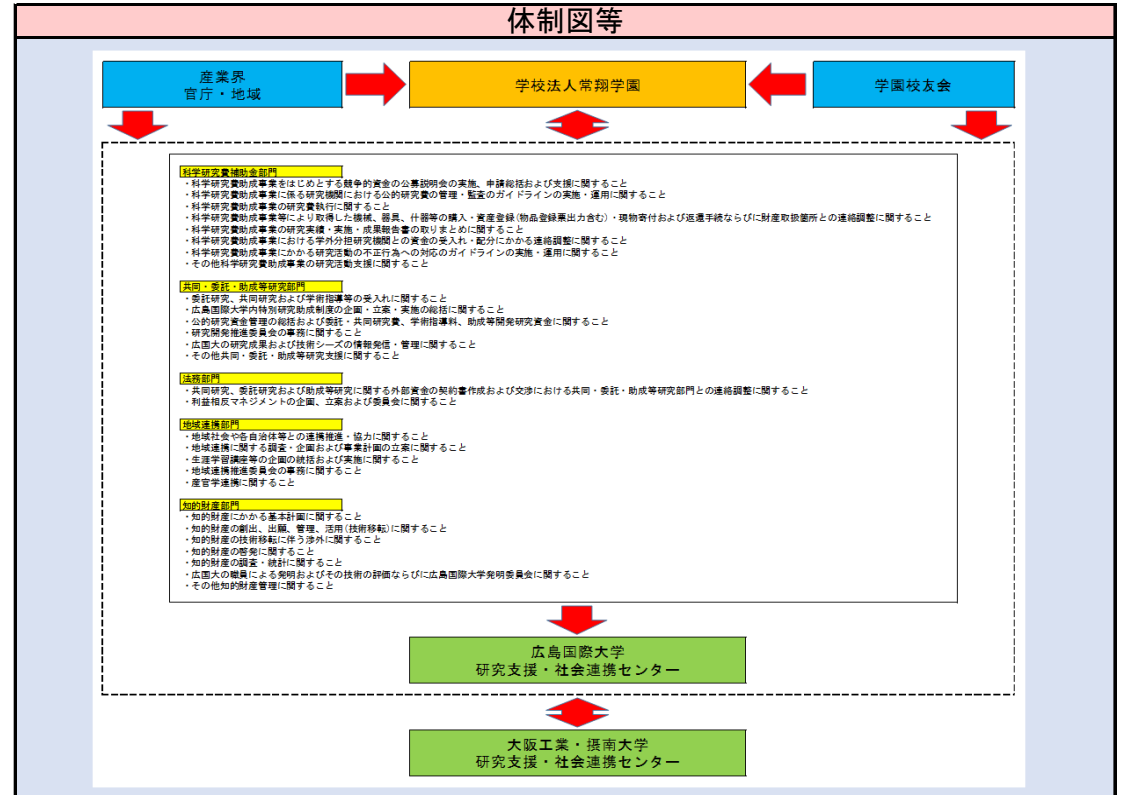 体制図等
産業界
官庁・地域
学校法人常翔学園
学園校友会
科学研究費補助金部門
・科学研究費助成事業をはじめとする競争的資金の公募説明会の実施、申請総括および支援に関すること
・科学研究費助成事業に係る研究機関における公的研究費の管理・監査のガイドラインの実施・運用に関すること
・科学研究費助成事業の研究費執行に関すること
・科学研究費助成事業等により取得した機械、器具、什器等の購入・資産登録(物品登録票出力含む)・現物寄付および返還手続ならびに財産取扱箇所との連絡調整に関すること
・科学研究費助成事業の研究実績・実施・成果報告書の取りまとめに関すること
・科学研究費助成事業における学外分担研究機関との資金の受入れ・配分にかかる連絡調整に関すること
・科学研究費助成事業にかかる研究活動の不正行為への対応のガイドラインの実施・運用に関すること
・その他科学研究費助成事業の研究活動支援に関すること
共同・委託・助成等研究部門
・委託研究、共同研究および学術指導等の受入れに関すること
・広島国際大学内特別研究助成制度の企画・立案・実施の総括に関すること
・公的研究資金管理の総括および委託・共同研究費、学術指導料、助成等開発研究資金に関すること
・研究開発推進委員会の事務に関すること
・広国大の研究成果および技術シーズの情報発信・管理に関すること
・その他共同・委託・助成等研究支援に関すること
法務部門
・共同研究、委託研究および助成等研究に関する外部資金の契約書作成および交渉における共同・委託・助成等研究部門との連絡調整に関すること
・利益相反マネジメントの企画、立案および委員会に関すること
地域連携部門
・地域社会や各自治体等との連携推進・協力に関すること
・地域連携に関する調査・企画および事業計画の立案に関すること
・生涯学習講座等の企画の統括および実施に関すること
・地域連携推進委員会の事務に関すること
・産官学連携に関すること
知的財産部門
・知的財産にかかる基本計画に関すること
・知的財産の創出、出願、管理、活用(技術移転)に関すること
・知的財産の技術移転に伴う渉外に関すること
・知的財産の啓発に関すること
・知的財産の調査・統計に関すること
・広国大の職員による発明およびその技術の評価ならびに広島国際大学発明委員会に関すること
・その他知的財産管理に関すること
広島国際大学
研究支援・社会連携センター
大阪工業・摂南大学
研究支援・社会連携センター